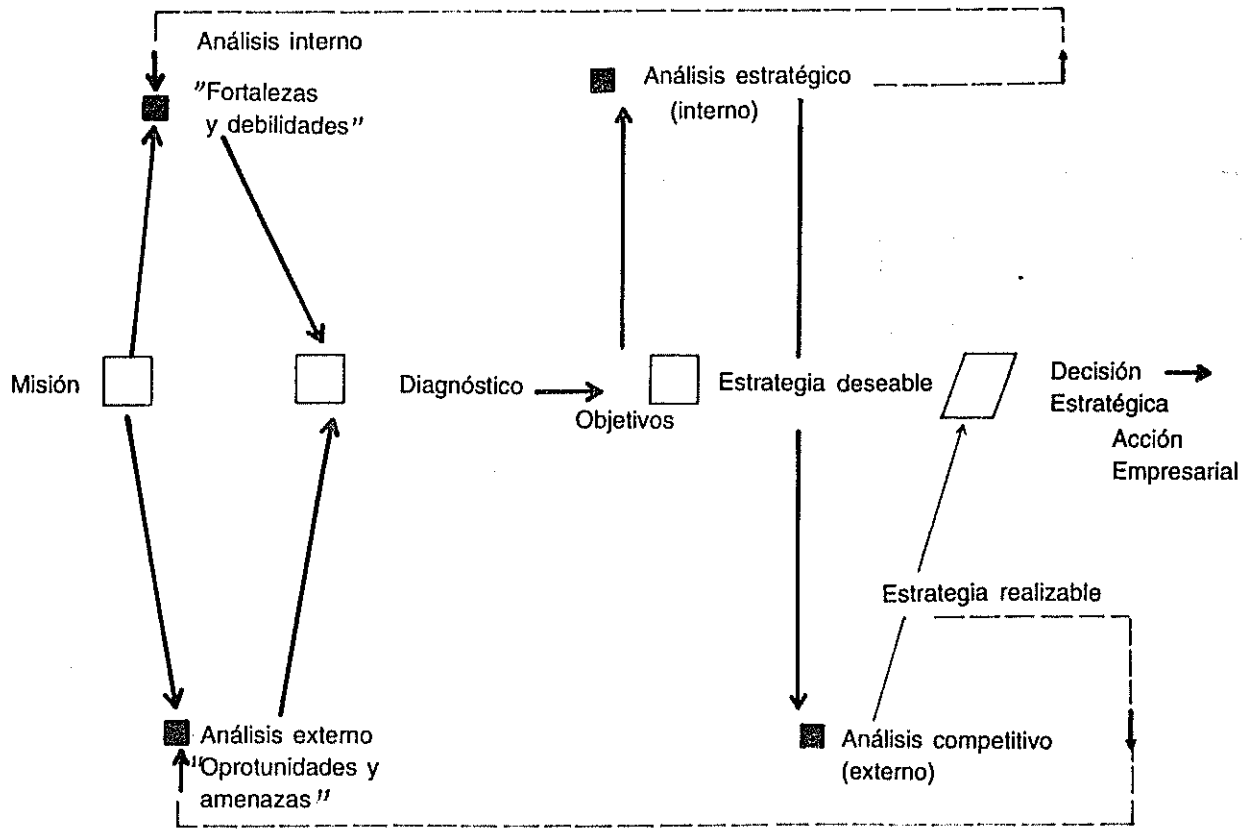 Análisis interno
"Fortalezas
y debilidades"
Análisis estratégico
(interno)
Misión
Diagnóstico
Objetivos
Estrategia deseable
Decisión
Estratégica
Acción
Empresarial
Estrategia realizable
Análisis externo
"Oprotunidades y
amenazas"
Análisis competitivo
(externo)